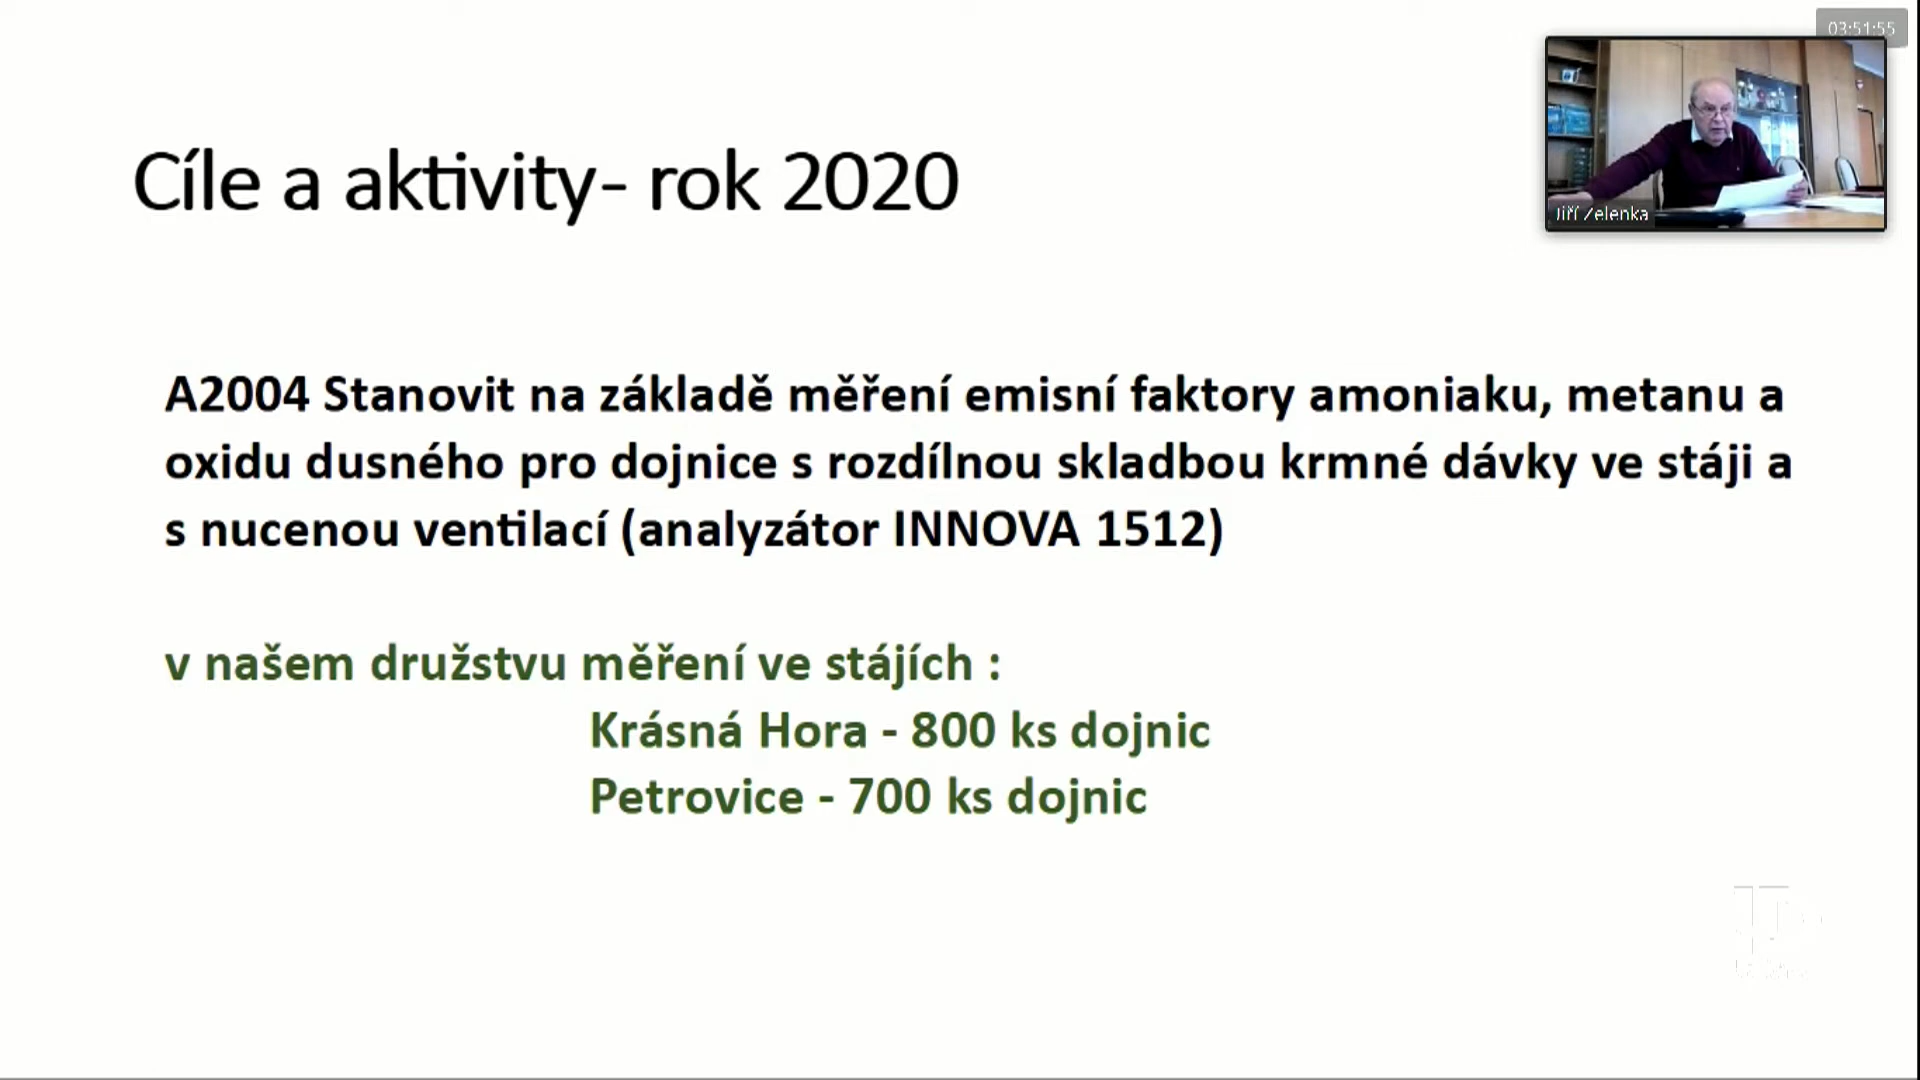 03:51:55
Jiří Zelenka
Cíle a aktivity- rok 2020
A2004 Stanovit na základě měření emisní faktory amoniaku, metanu a
oxidu dusného pro dojnice s rozdílnou skladbou krmné dávky ve stáji a
s nucenou ventilací (analyzátor INNOVA 1512)
v našem družstvu měření ve stájích :
Krásná Hora - 800 ks dojnic
Petrovice - 700 ks dojnic